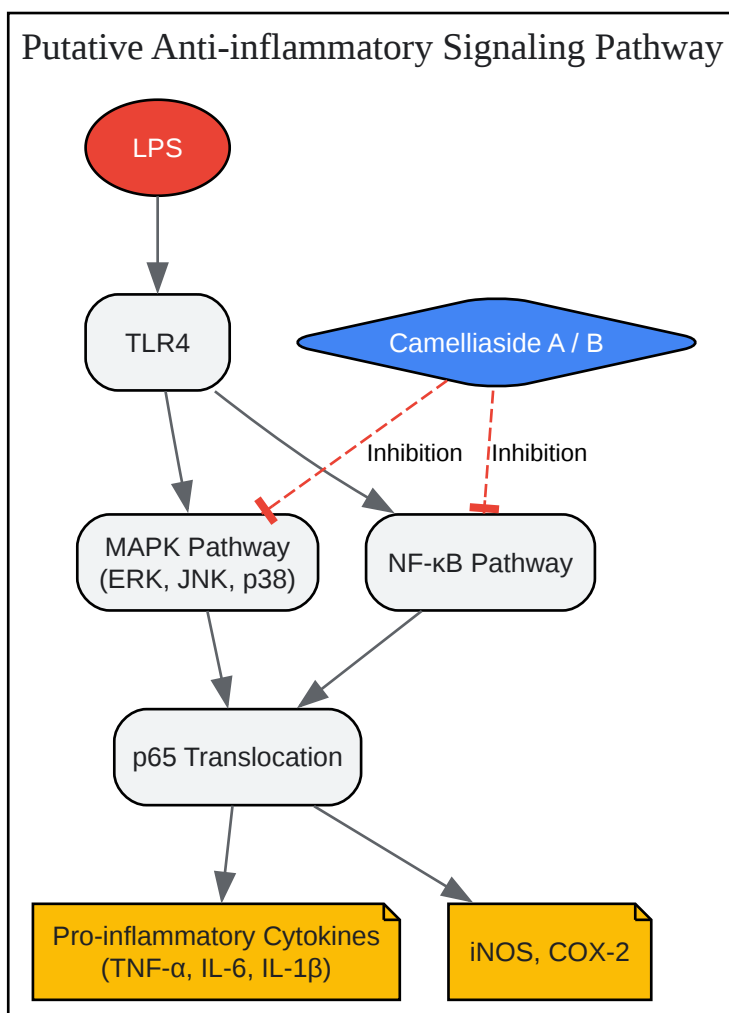 Putative Anti-inflammatory Signaling Pathway
LPS
TLR4
Camelliaside A / B
Inhibition
Inhibition
MAPK Pathway
(ERK, JNK, p38)
NF-κB Pathway
p65 Translocation
Pro-inflammatory Cytokines
(TNF-α, IL-6, IL-1β)
iNOS, COX-2